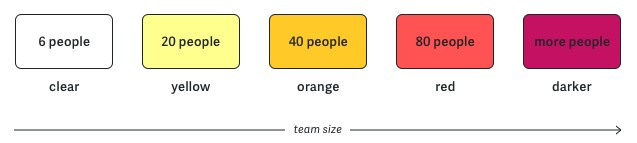 6 people
20 people
40 people
80 people
more people
clear
yellow
orange
red
darker
team size